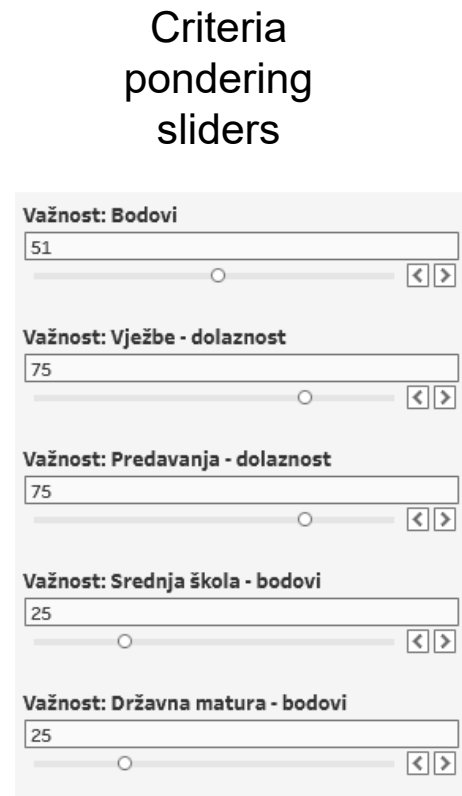 Criteria
pondering
sliders
Važnost: Bodovi
51
Važnost: Vježbe - dolaznost
75
Važnost: Predavanja - dolaznost
75
Važnost: Srednja škola - bodovi
25
Važnost: Državna matura - bodovi
25